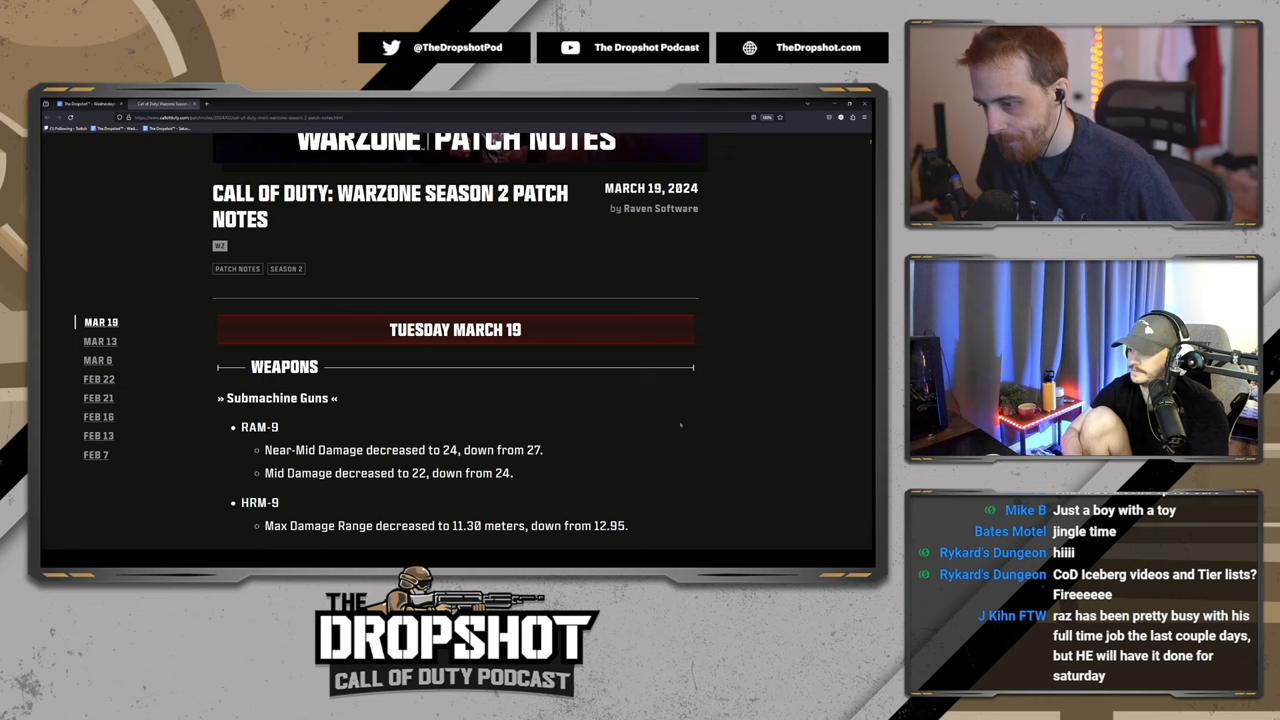 @TheDropshotPod
The Dropshot Podcast
TheDropshot.com
WARZONE | PATCH NOTES
CALL OF DUTY: WARZONE SEASON 2 PATCH
NOTES
MARCH 19, 2024
by Raven Software
WZ
PATCH NOTES
SEASON 2
MAR 19
MAR 13
MAR 6
FEB 22
FEB 21
FEB 16
FEB 13
FEB 7
TUESDAY MARCH 19
WEAPONS
» Submachine Guns «
• RAM-9
Near-Mid Damage decreased to 24, down from 27.
Mid Damage decreased to 22, down from 24.
• HRM-9
Max Damage Range decreased to 11.30 meters, down from 12.95.
THE
DROPSHOT
CALL OF DUTY PODCAST
Mike B Just a boy with a toy
Bates Motel jingle time
Rykard's Dungeon hiiii
Rykard's Dungeon CoD Iceberg videos and Tier lists?
Fireeeeee
J Kihn FTW raz has been pretty busy with his
full time job the last couple days,
but HE will have it done for
saturday